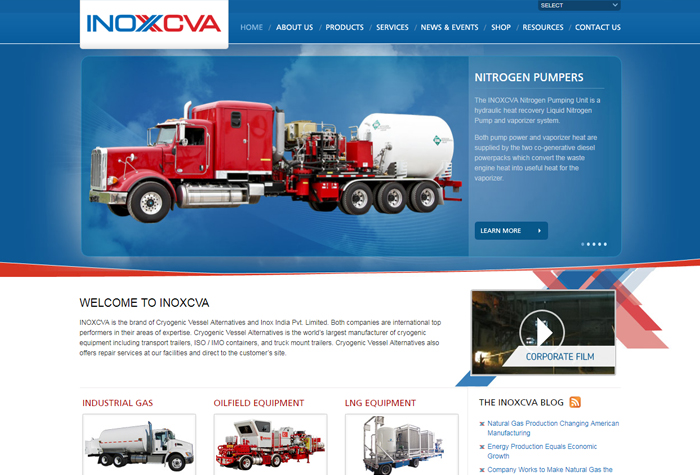 SELECT
INOXCVA
HOME / ABOUT US / PRODUCTS / SERVICES / NEWS & EVENTS / SHOP / RESOURCES / CONTACT US
NITROGEN PUMPERS
The INOXCVA Nitrogen Pumping Unit is a
hydraulic heat recovery Liquid Nitrogen
Pump and vaporizer system.
Both pump power and vaporizer heat are
supplied by the two co-generative diesel
powerpacks which convert the waste
engine heat into useful heat for the
vaporizer.
LEARN MORE
WELCOME TO INOXCVA
INOXCVA is the brand of Cryogenic Vessel Alternatives and Inox India Pvt. Limited. Both companies are international top
performers in their areas of expertise. Cryogenic Vessel Alternatives is the world's largest manufacturer of cryogenic
equipment including transport trailers, ISO / IMO containers, and truck mount trailers. Cryogenic Vessel Alternatives also
offers repair services at our facilities and direct to the customer's site.
CORPORATE FILM
INDUSTRIAL GAS
OILFIELD EQUIPMENT
LNG EQUIPMENT
THE INOXCVA BLOG
Natural Gas Production Changing American
Manufacturing
Energy Production Equals Economic
Growth
Company Works to Make Natural Gas the